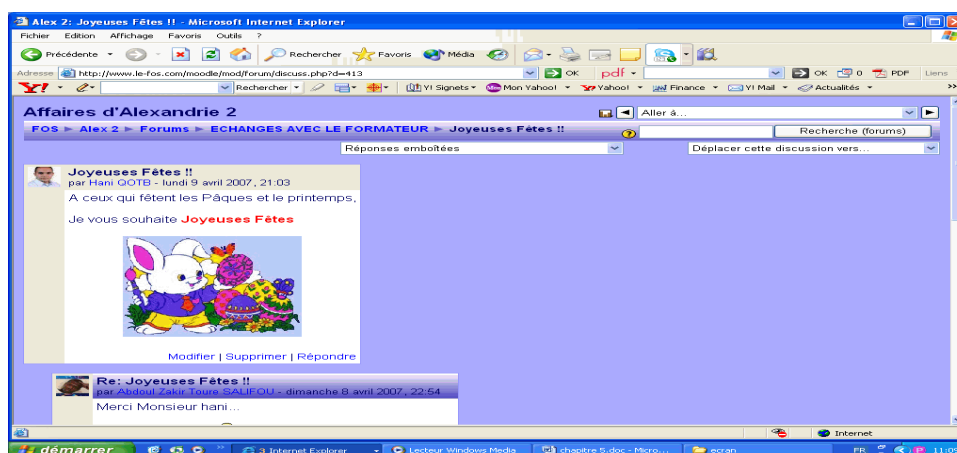 Alex 2: Joyeuses Fêtes !! - Microsoft Internet Explorer
Fichier Edition Affichage Favoris Outils ?
Précédente Rechercher Favoris Média
Adresse http://www.le-fos.com/moodle/mod/forum/discuss.php?d=413 OK pdf OK 0 PDF Liens
Y! Rechercher Y! Signets Mon Yahoo! Yahoo! Finance Y! Mail Actualités »
Affaires d'Alexandrie 2 Aller à...
FOS ► Alex 2 ► Forums ► ECHANGES AVEC LE FORMATEUR ► Joyeuses Fêtes !! ? Recherche (forums)
Réponses emboîtées Déplacer cette discussion vers...
Joyeuses Fêtes !!
par Hani QOTB - lundi 9 avril 2007, 21:03
A ceux qui fêtent les Pâques et le printemps,
Je vous souhaite Joyeuses Fêtes
Modifier | Supprimer | Répondre
Re: Joyeuses Fêtes !!
par Abdoul Zakir Toure SALIFOU - dimanche 8 avril 2007, 22:54
Merci Monsieur hani...
Internet
démarrer » 3 Internet Explorer Lecteur Windows Media chapitre 5.doc - Micro... ecran FR 11:09